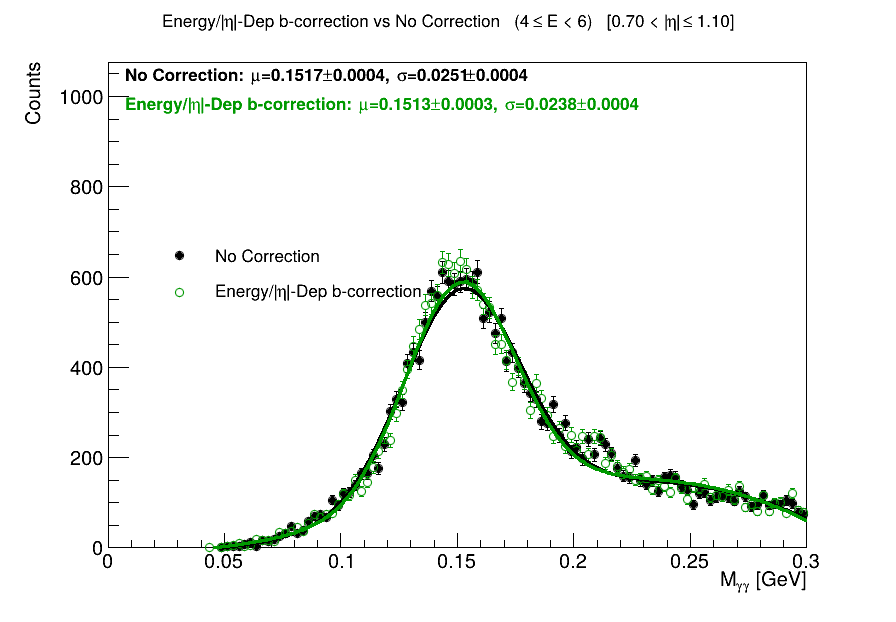 Energy/|η|-Dep b-correction vs No Correction (4 ≤ E < 6) [0.70 < |η| ≤ 1.10]
Counts
No Correction: μ=0.1517±0.0004, σ=0.0251±0.0004
Energy/|η|-Dep b-correction: μ=0.1513±0.0003, σ=0.0238±0.0004
1000
800
600
400
200
0
No Correction
Energy/|η|-Dep b-correction
0 0.05 0.1 0.15 0.2 0.25 0.3
Mγγ [GeV]